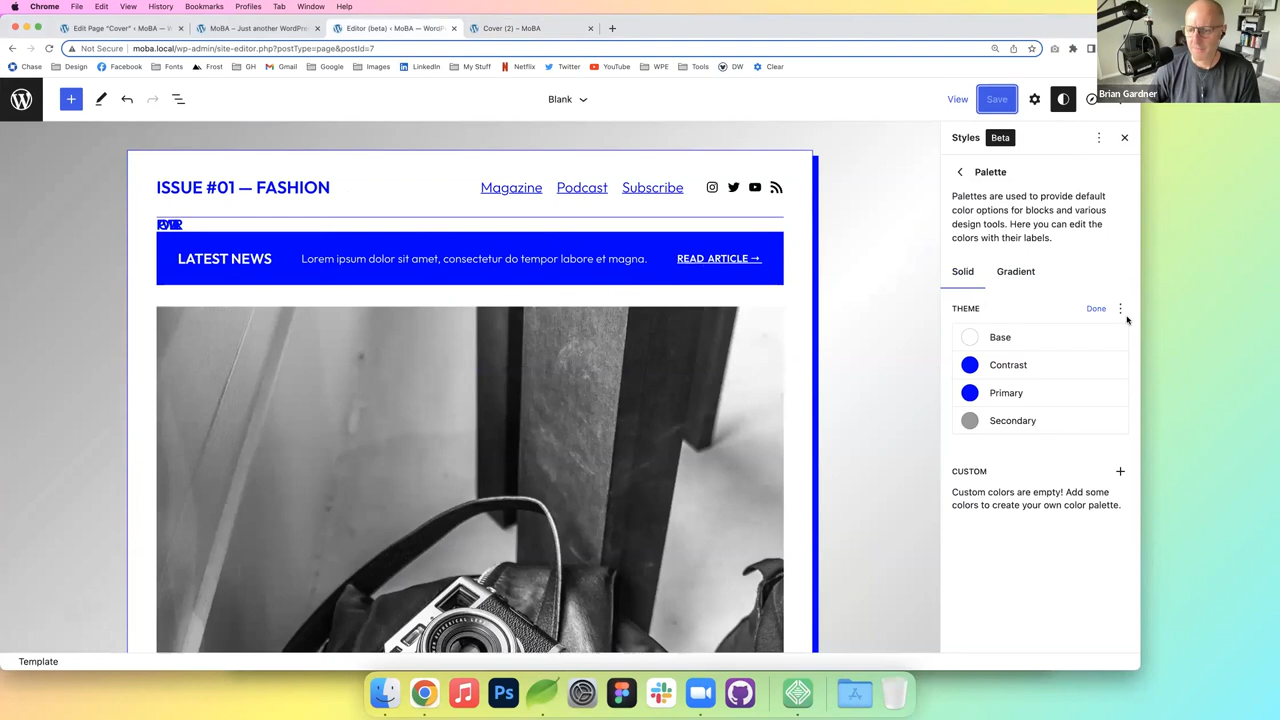 Chrome File Edit View History Bookmarks Profiles Tab Window Help
Edit Page “Cover” ‹ MoBA — W
MoBA – Just another WordPres
Editor (beta) ‹ MoBA — WordP
Cover (2) – MoBA
Not Secure moba.local/wp-admin/site-editor.php?postType=page&postId=7
Chase Design Facebook Fonts Frost GH Gmail Google Images LinkedIn My Stuff Netflix Twitter YouTube WPE Tools DW Clear
Brian Gardner
Blank
View Save
Styles Beta
Palette
Palettes are used to provide default
color options for blocks and various
design tools. Here you can edit the
colors with their labels.
Solid Gradient
THEME Done
Base
Contrast
Primary
Secondary
CUSTOM
Custom colors are empty! Add some
colors to create your own color palette.
ISSUE #01 — FASHION Magazine Podcast Subscribe
LATEST NEWS Lorem ipsum dolor sit amet, consectetur do tempor labore et magna. READ ARTICLE →
Template
Ps